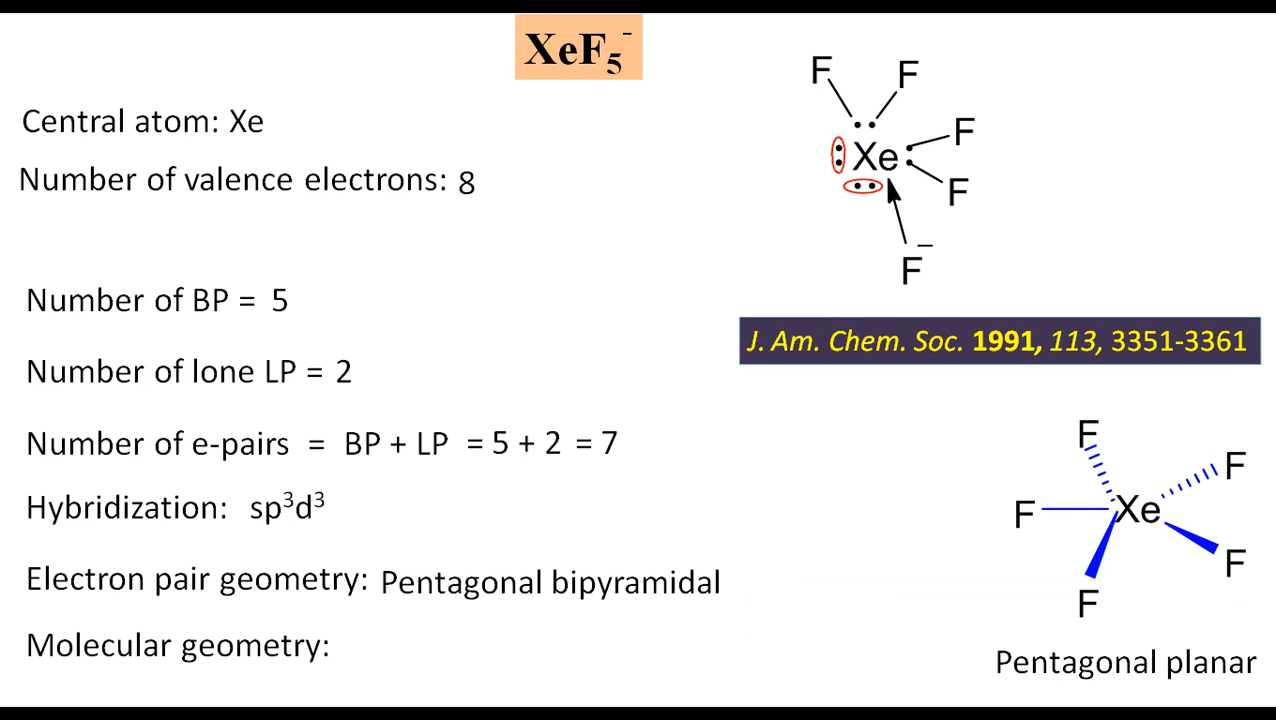 XeF₅⁻
Central atom: Xe
Number of valence electrons: 8
Number of BP = 5
Number of lone LP = 2
Number of e-pairs = BP + LP = 5 + 2 = 7
Hybridization: sp³d³
Electron pair geometry: Pentagonal bipyramidal
Molecular geometry:
F F
F
Xe
F
F⁻
J. Am. Chem. Soc. 1991, 113, 3351-3361
F
F
F Xe
F
F
Pentagonal planar